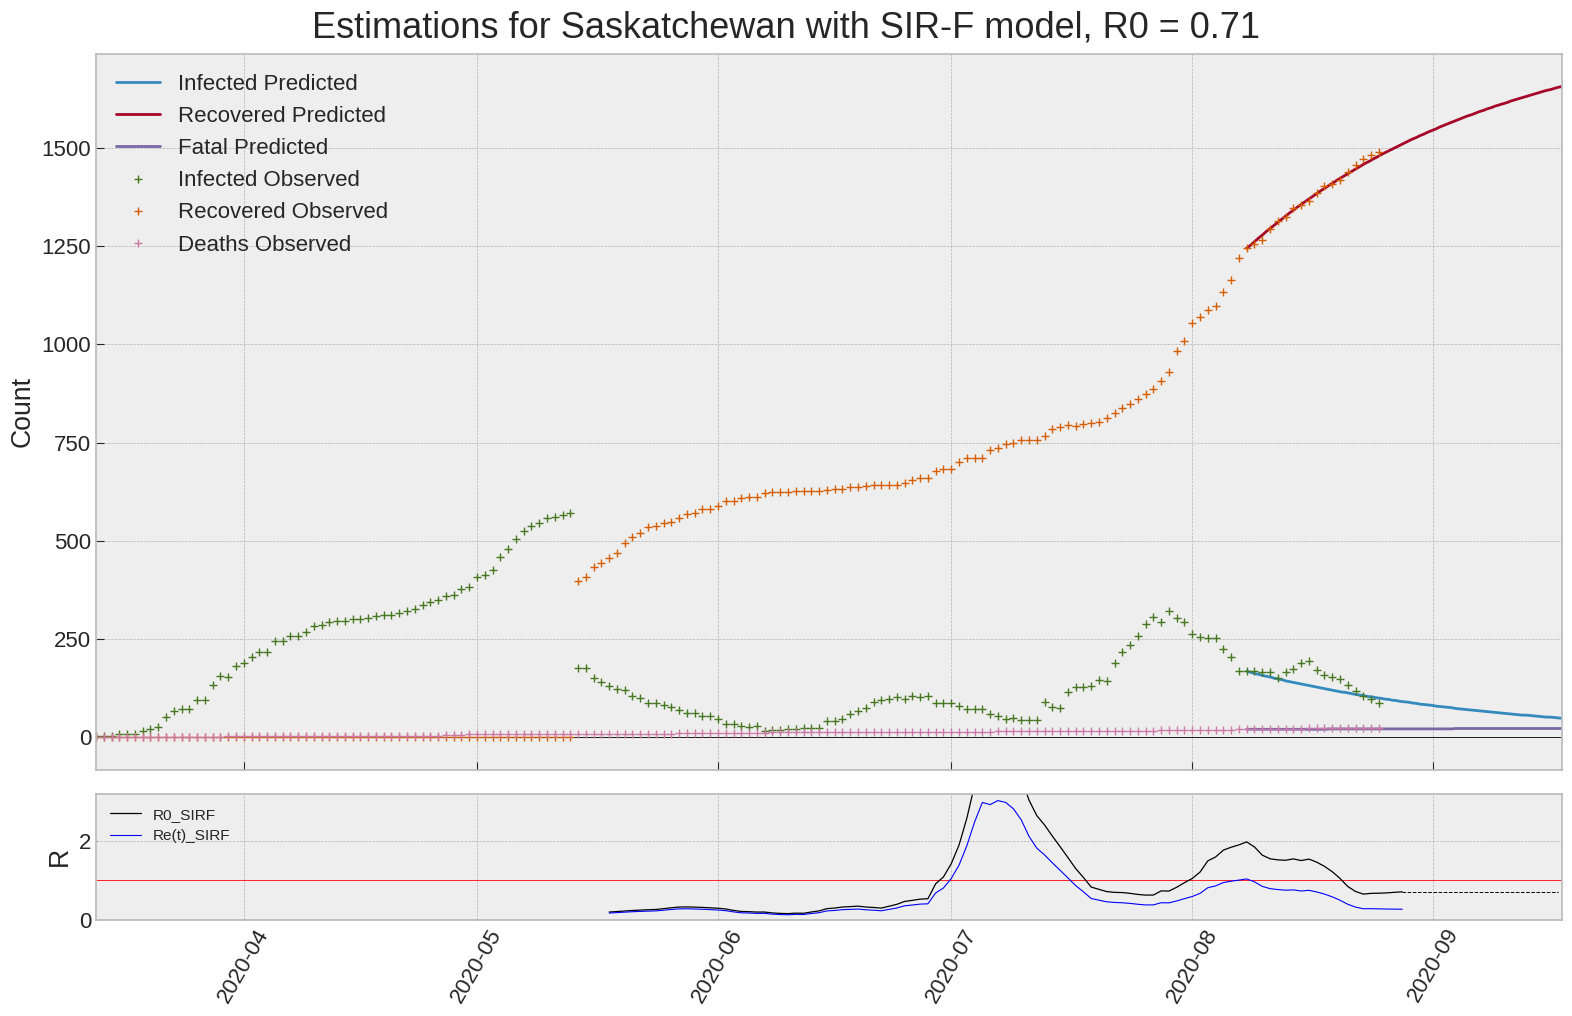 Estimations for Saskatchewan with SIR-F model, R0 = 0.71
Infected Predicted
Recovered Predicted
Fatal Predicted
Infected Observed
Recovered Observed
Deaths Observed
1500
1250
1000
750
500
250
0
Count
R0_SIRF
Re(t)_SIRF
2
0
R
2020-04
2020-05
2020-06
2020-07
2020-08
2020-09